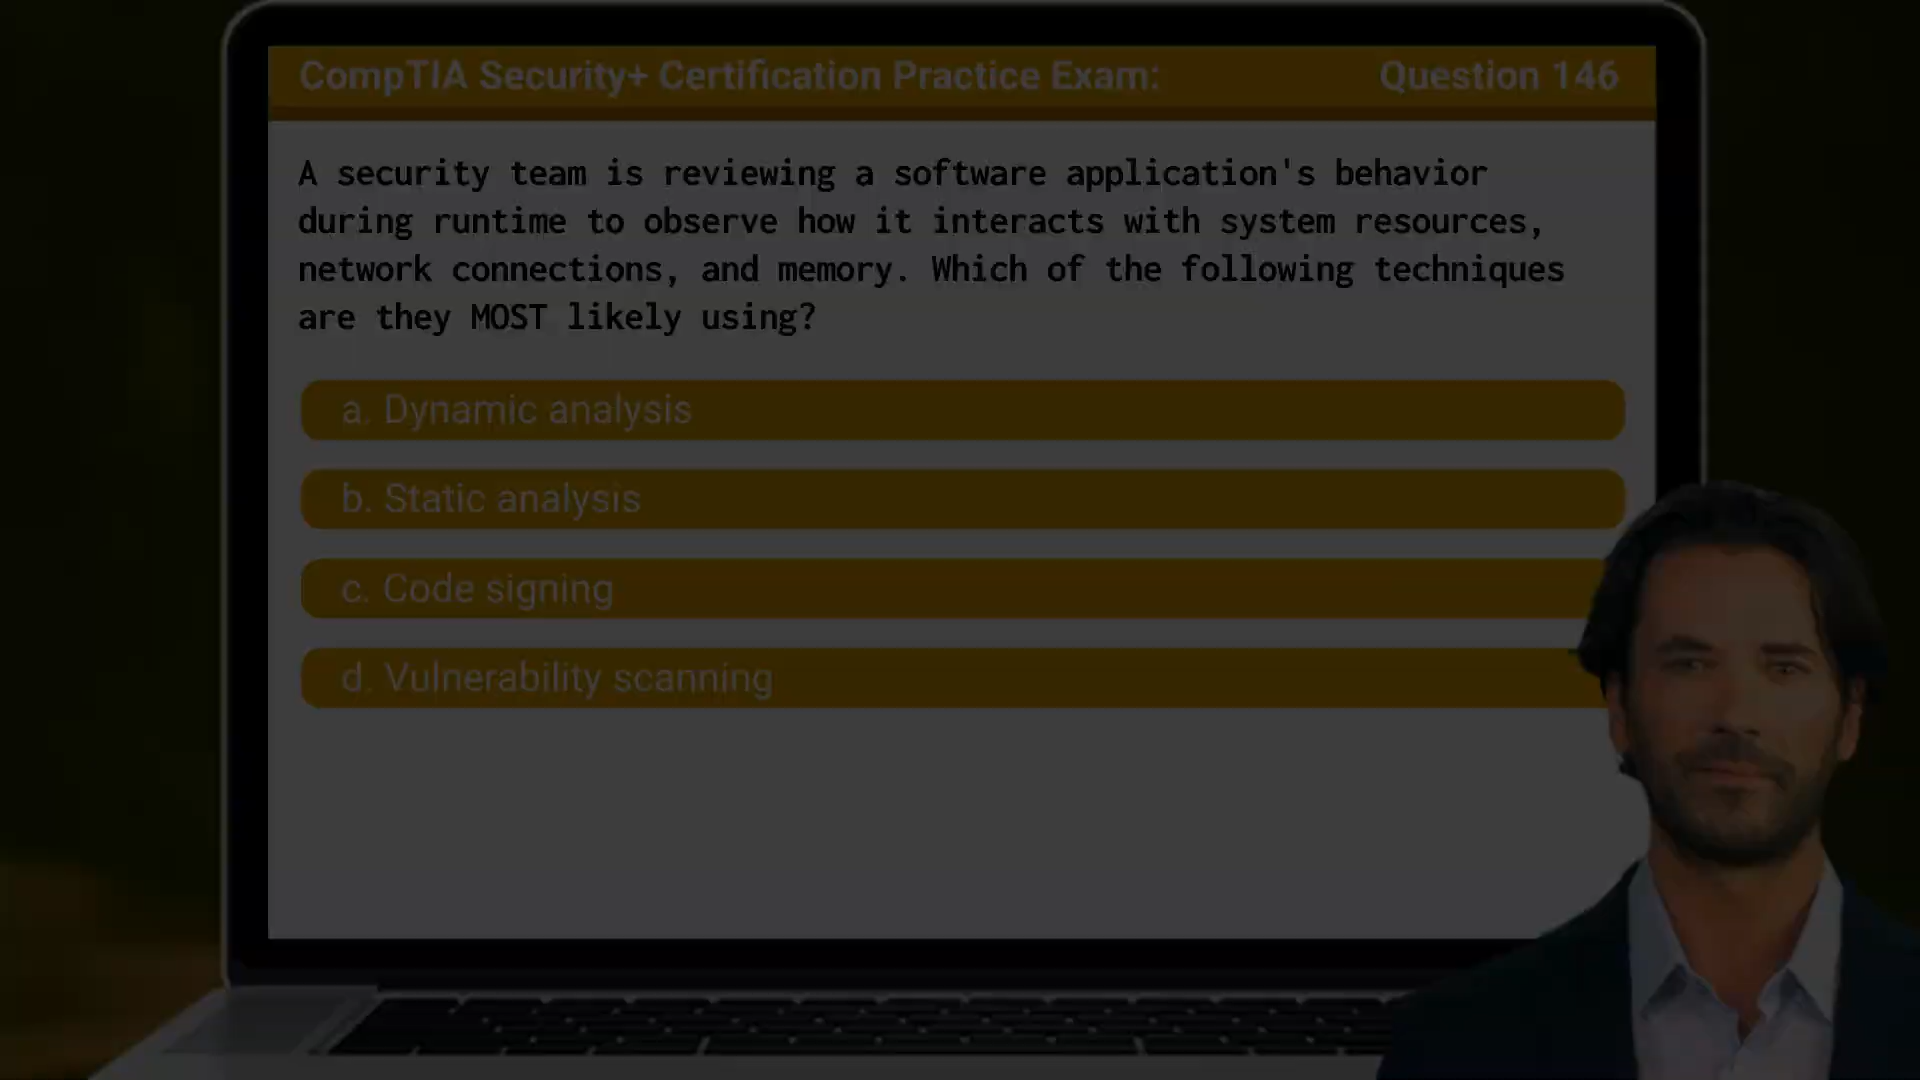 CompTIA Security+ Certification Practice Exam: Question 146
A security team is reviewing a software application's behavior
during runtime to observe how it interacts with system resources,
network connections, and memory. Which of the following techniques
are they MOST likely using?
a. Dynamic analysis
b. Static analysis
c. Code signing
d. Vulnerability scanning